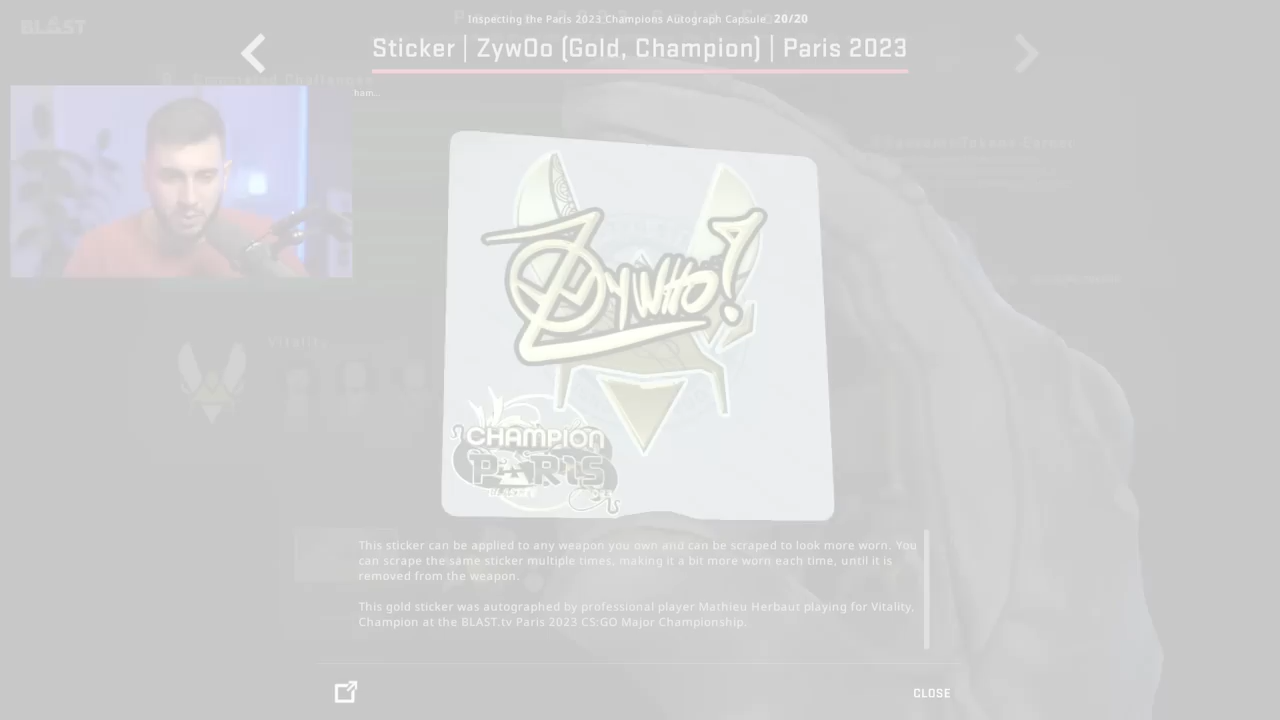 BLAST
Inspecting the Paris 2023 Champions Autograph Capsule 20/20
Sticker | ZywOo (Gold, Champion) | Paris 2023
ham...
ZywOo
CHAMPION
PARIS
Vitality
This sticker can be applied to any weapon you own and can be scraped to look more worn. You
can scrape the same sticker multiple times, making it a bit more worn each time, until it is
removed from the weapon.
This gold sticker was autographed by professional player Mathieu Herbaut playing for Vitality,
Champion at the BLAST.tv Paris 2023 CS:GO Major Championship.
CLOSE